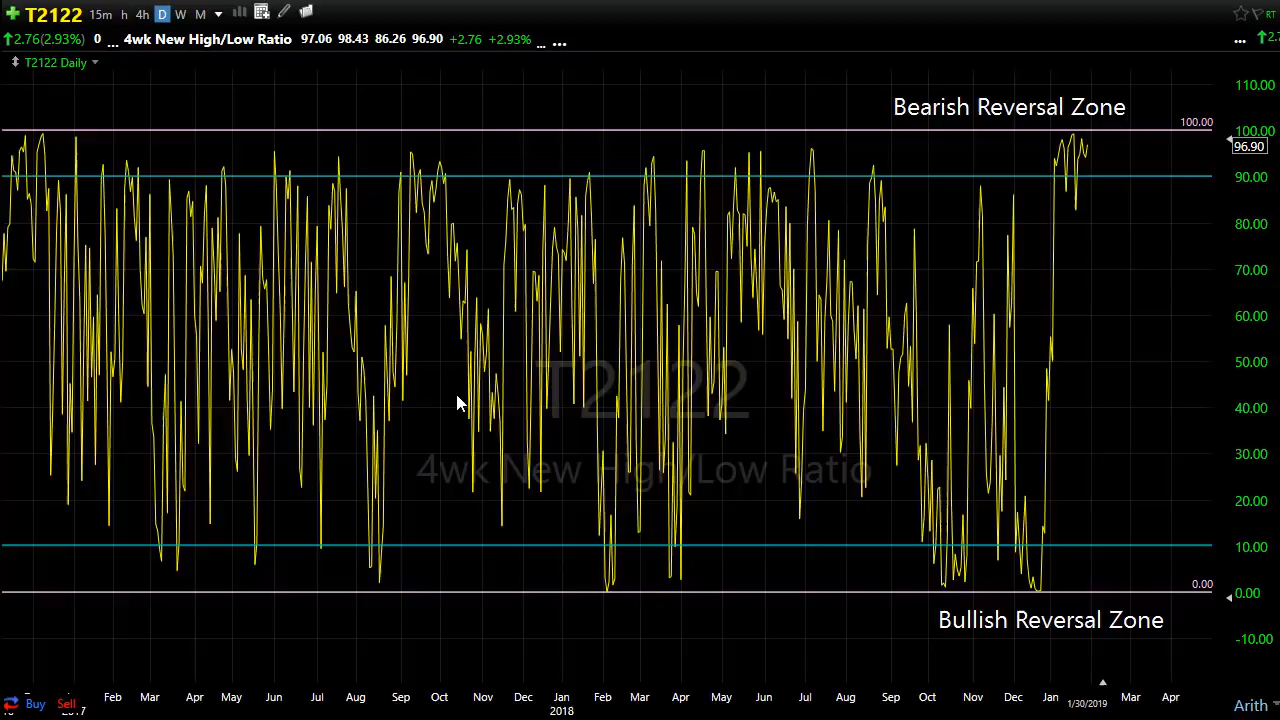 T2122 15m h 4h D W M RT
2.76(2.93%) 0 ... 4wk New High/Low Ratio 97.06 98.43 86.26 96.90 +2.76 +2.93% ... ... ...
T2122 Daily
110.00
Bearish Reversal Zone
100.00 100.00
96.90
90.00
80.00
70.00
60.00
50.00
T2122
40.00
4wk New High/Low Ratio
30.00
20.00
10.00
0.00 0.00
Bullish Reversal Zone
-10.00
Feb Mar Apr May Jun Jul Aug Sep Oct Nov Dec Jan Feb Mar Apr May Jun Jul Aug Sep Oct Nov Dec Jan Mar Apr
Buy Sell 2017 2018 1/30/2019 Arith